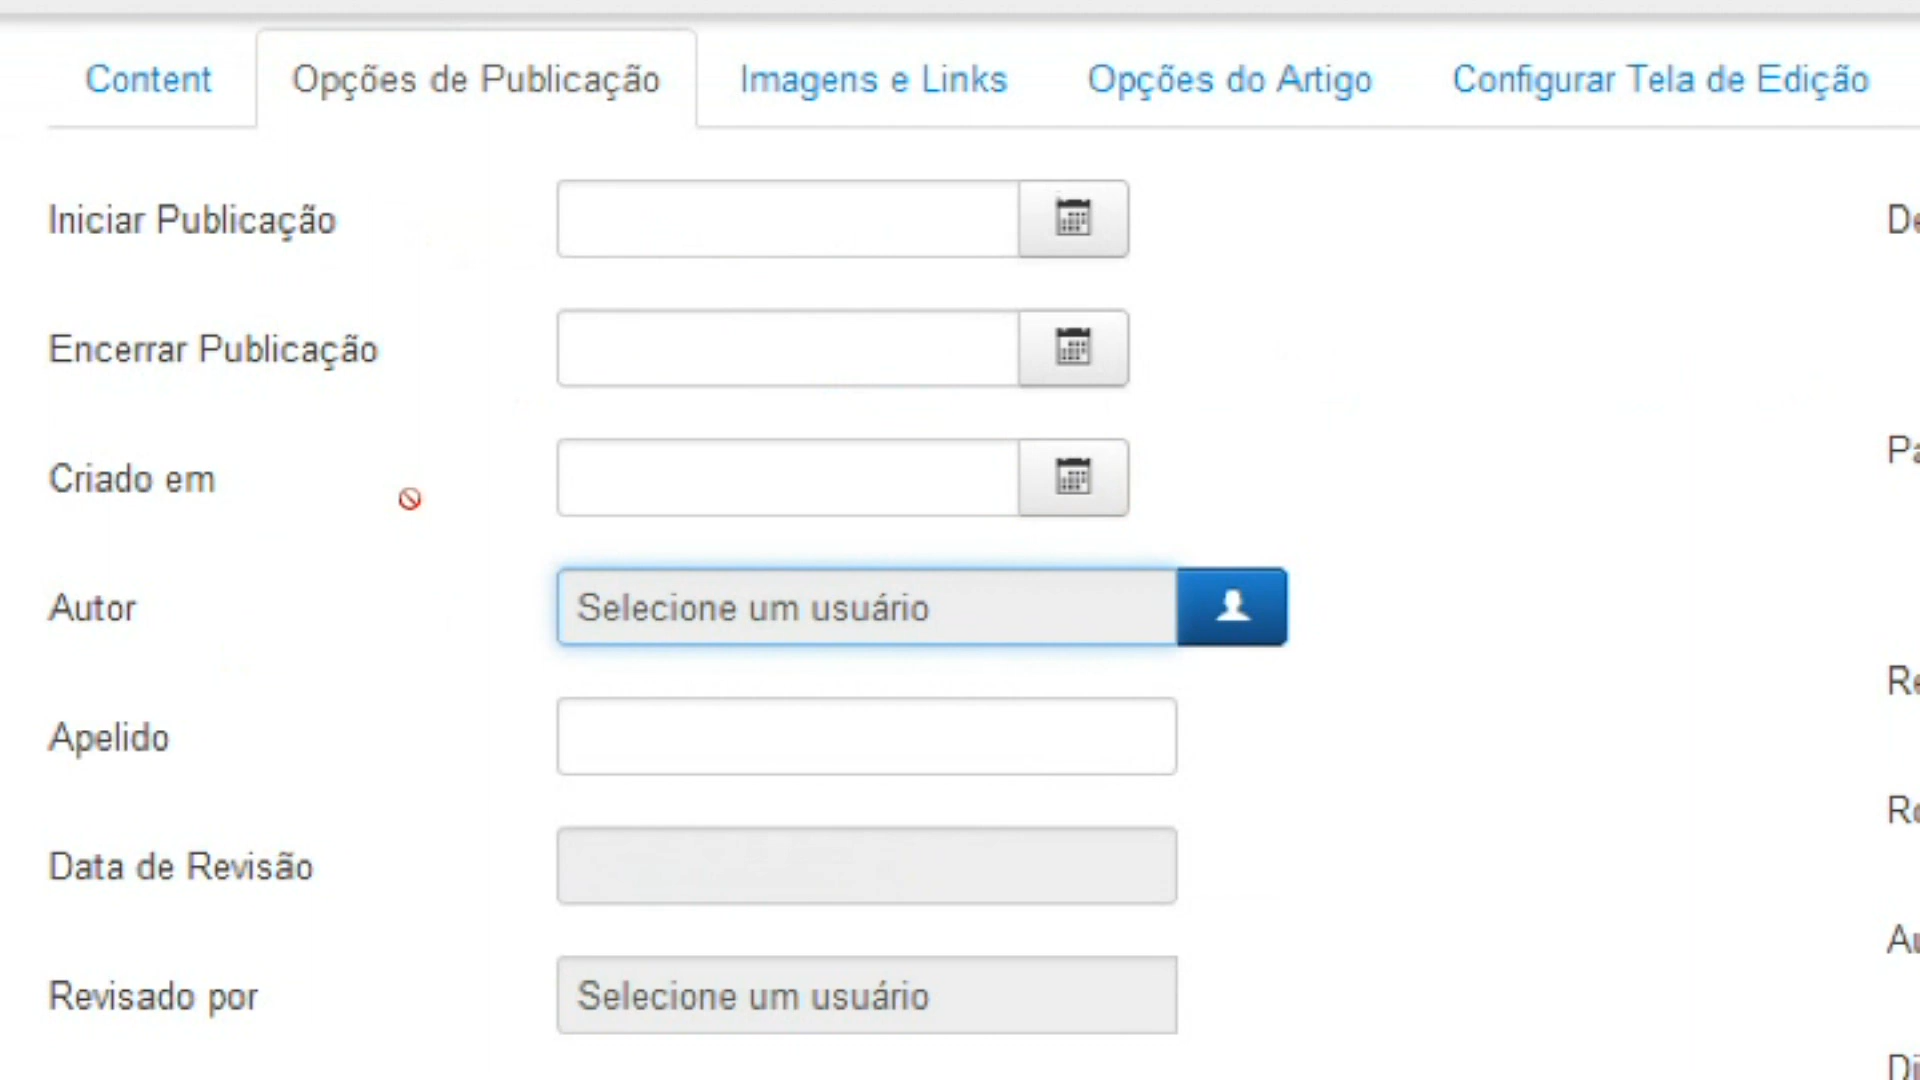 Content Opções de Publicação Imagens e Links Opções do Artigo Configurar Tela de Edição
Iniciar Publicação
Encerrar Publicação
Criado em
Autor Selecione um usuário
Apelido
Data de Revisão
Revisado por Selecione um usuário